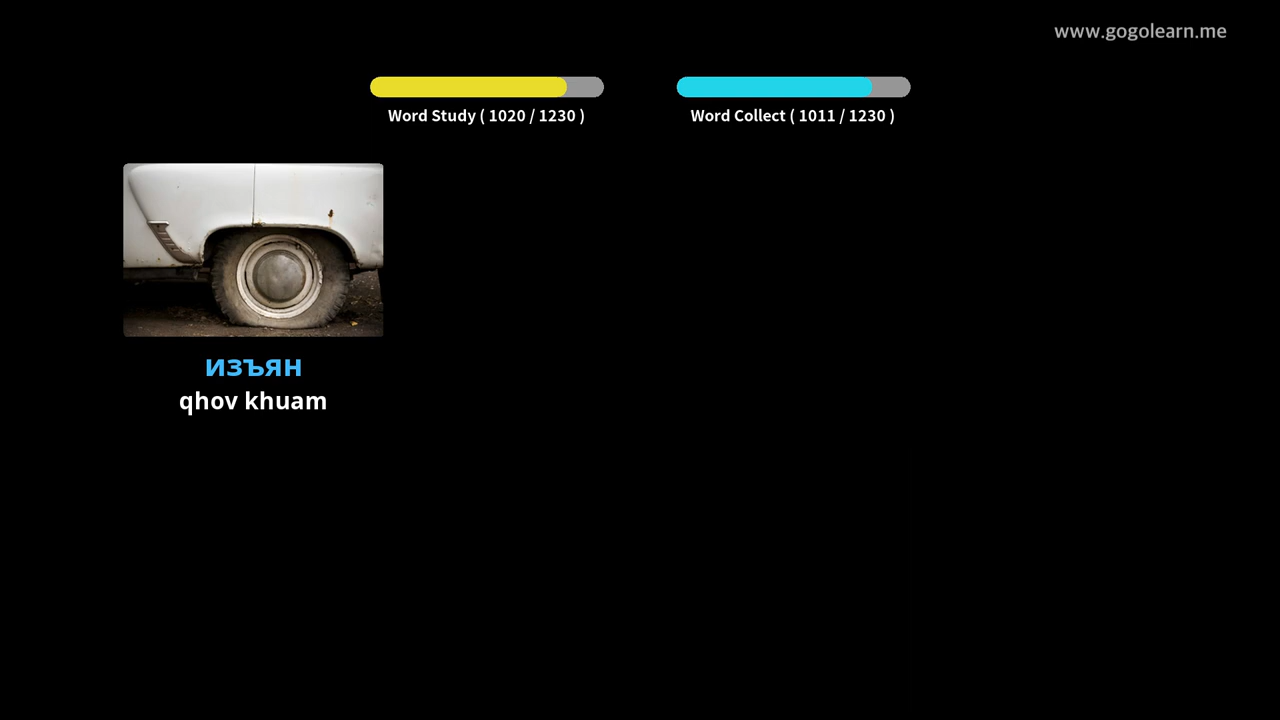 www.gogolearn.me
Word Study ( 1020 / 1230 )
Word Collect ( 1011 / 1230 )
изъян
qhov khuam